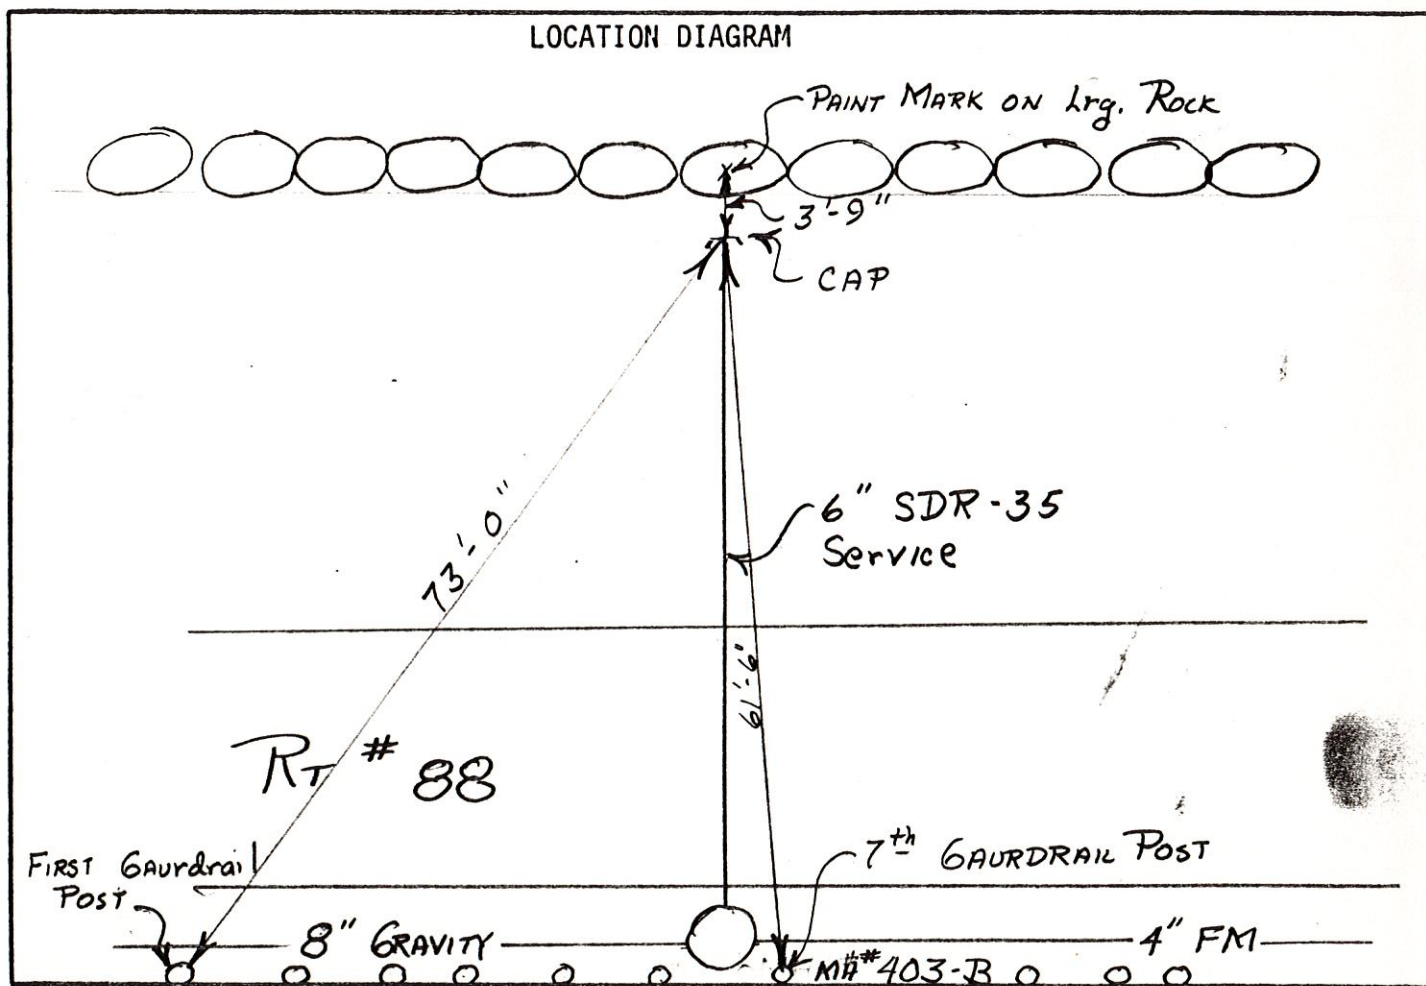 LOCATION DIAGRAM
PAINT MARK ON Lrg. ROCK
3'-9"
CAP
6" SDR-35
Service
73'-0"
61'-6"
RT # 88
FIRST GAurdrail
POST
7th GAURDRAIL POST
8" GRAVITY
4" FM
MH# 403-B